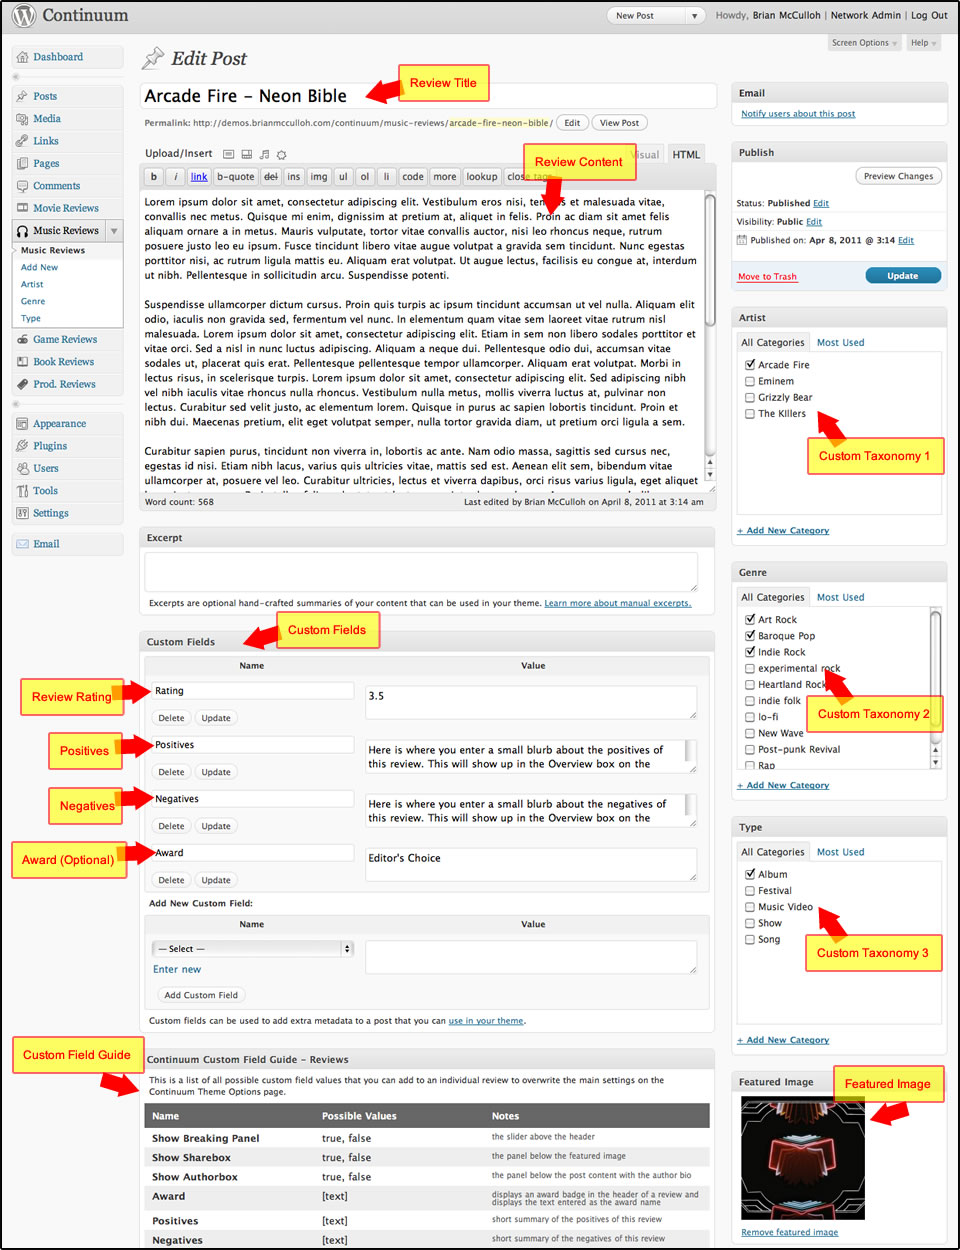 Continuum
New Post
Howdy, Brian McCulloh | Network Admin | Log Out
Screen Options
Help
Dashboard
Posts
Media
Links
Pages
Comments
Movie Reviews
Music Reviews
Music Reviews
Add New
Artist
Genre
Type
Game Reviews
Book Reviews
Prod. Reviews
Appearance
Plugins
Users
Tools
Settings
Email
Edit Post
Arcade Fire – Neon Bible
Review Title
Permalink: http://demos.brianmcculloh.com/continuum/music-reviews/arcade-fire-neon-bible/
Edit
View Post
Upload/Insert
Visual
HTML
Review Content
b
i
link
b-quote
del
ins
img
ul
ol
li
code
more
lookup
close tags
Lorem ipsum dolor sit amet, consectetur adipiscing elit. Vestibulum eros nisi, tempus et malesuada vitae,
convallis nec metus. Quisque mi enim, dignissim at pretium at, aliquet in felis. Proin ac diam sit amet felis
aliquam ornare a in metus. Mauris vulputate, tortor vitae convallis auctor, nisi leo rhoncus neque, rutrum
posuere justo leo eu ipsum. Fusce tincidunt libero vitae augue volutpat a gravida sem tincidunt. Nunc egestas
porttitor nisi, ac rutrum ligula mattis eu. Aliquam erat volutpat. Ut augue lectus, facilisis eu congue at, interdum
ut nibh. Pellentesque in sollicitudin arcu. Suspendisse potenti.
Suspendisse ullamcorper dictum cursus. Proin quis turpis ac ipsum tincidunt accumsan ut vel nulla. Aliquam elit
odio, iaculis non gravida sed, fermentum vel nunc. In elementum quam vitae sem laoreet vitae rutrum nisl
malesuada. Lorem ipsum dolor sit amet, consectetur adipiscing elit. Etiam in sem non libero sodales porttitor et
vitae orci. Sed a nisl in nunc luctus adipiscing. Aliquam a neque dui. Pellentesque odio dui, accumsan vitae
sodales ut, placerat quis erat. Pellentesque pellentesque tempor ullamcorper. Aliquam erat volutpat. Morbi in
lectus risus, in scelerisque turpis. Lorem ipsum dolor sit amet, consectetur adipiscing elit. Sed adipiscing nibh
vel nibh iaculis vitae rhoncus nulla rhoncus. Vestibulum nulla metus, mollis viverra luctus at, pulvinar non
lectus. Curabitur sed velit justo, ac elementum lorem. Quisque in purus ac sapien lobortis tincidunt. Proin et
nibh dui. Maecenas pretium, elit eget volutpat semper, nulla tortor gravida diam, ut pretium orci ligula a sem.
Curabitur sapien purus, tincidunt non viverra in, lobortis ac ante. Nam odio massa, sagittis sed cursus nec,
egestas id nisi. Etiam nibh lacus, varius quis ultricies vitae, mattis sed est. Aenean elit sem, bibendum vitae
ullamcorper at, posuere vel leo. Curabitur ultricies, lectus et viverra dapibus, orci risus varius ligula, eget aliquet
Word count: 568
Last edited by Brian McCulloh on April 8, 2011 at 3:14 am
Excerpt
Excerpts are optional hand-crafted summaries of your content that can be used in your theme. Learn more about manual excerpts.
Custom Fields
Custom Fields
Name
Value
Review Rating
Rating
3.5
Delete
Update
Positives
Positives
Here is where you enter a small blurb about the positives of
this review. This will show up in the Overview box on the
Delete
Update
Negatives
Negatives
Here is where you enter a small blurb about the negatives of
this review. This will show up in the Overview box on the
Delete
Update
Award (Optional)
Award
Editor's Choice
Delete
Update
Add New Custom Field:
Name
Value
— Select —
Enter new
Add Custom Field
Custom fields can be used to add extra metadata to a post that you can use in your theme.
Custom Field Guide
Continuum Custom Field Guide – Reviews
This is a list of all possible custom field values that you can add to an individual review to overwrite the main settings on the
Continuum Theme Options page.
Name
Possible Values
Notes
Show Breaking Panel
true, false
the slider above the header
Show Sharebox
true, false
the panel below the featured image
Show Authorbox
true, false
the panel below the post content with the author bio
Award
[text]
displays an award badge in the header of a review and
displays the text entered as the award name
Positives
[text]
short summary of the positives of this review
Negatives
[text]
short summary of the negatives of this review
Email
Notify users about this post
Publish
Preview Changes
Status: Published Edit
Visibility: Public Edit
Published on: Apr 8, 2011 @ 3:14 Edit
Move to Trash
Update
Artist
All Categories
Most Used
Arcade Fire
Eminem
Grizzly Bear
The Killers
Custom Taxonomy 1
+ Add New Category
Genre
All Categories
Most Used
Art Rock
Baroque Pop
Indie Rock
experimental rock
Heartland Rock
indie folk
lo-fi
New Wave
Post-punk Revival
Rap
Custom Taxonomy 2
+ Add New Category
Type
All Categories
Most Used
Album
Festival
Music Video
Show
Song
Custom Taxonomy 3
+ Add New Category
Featured Image
Featured Image
Remove featured image